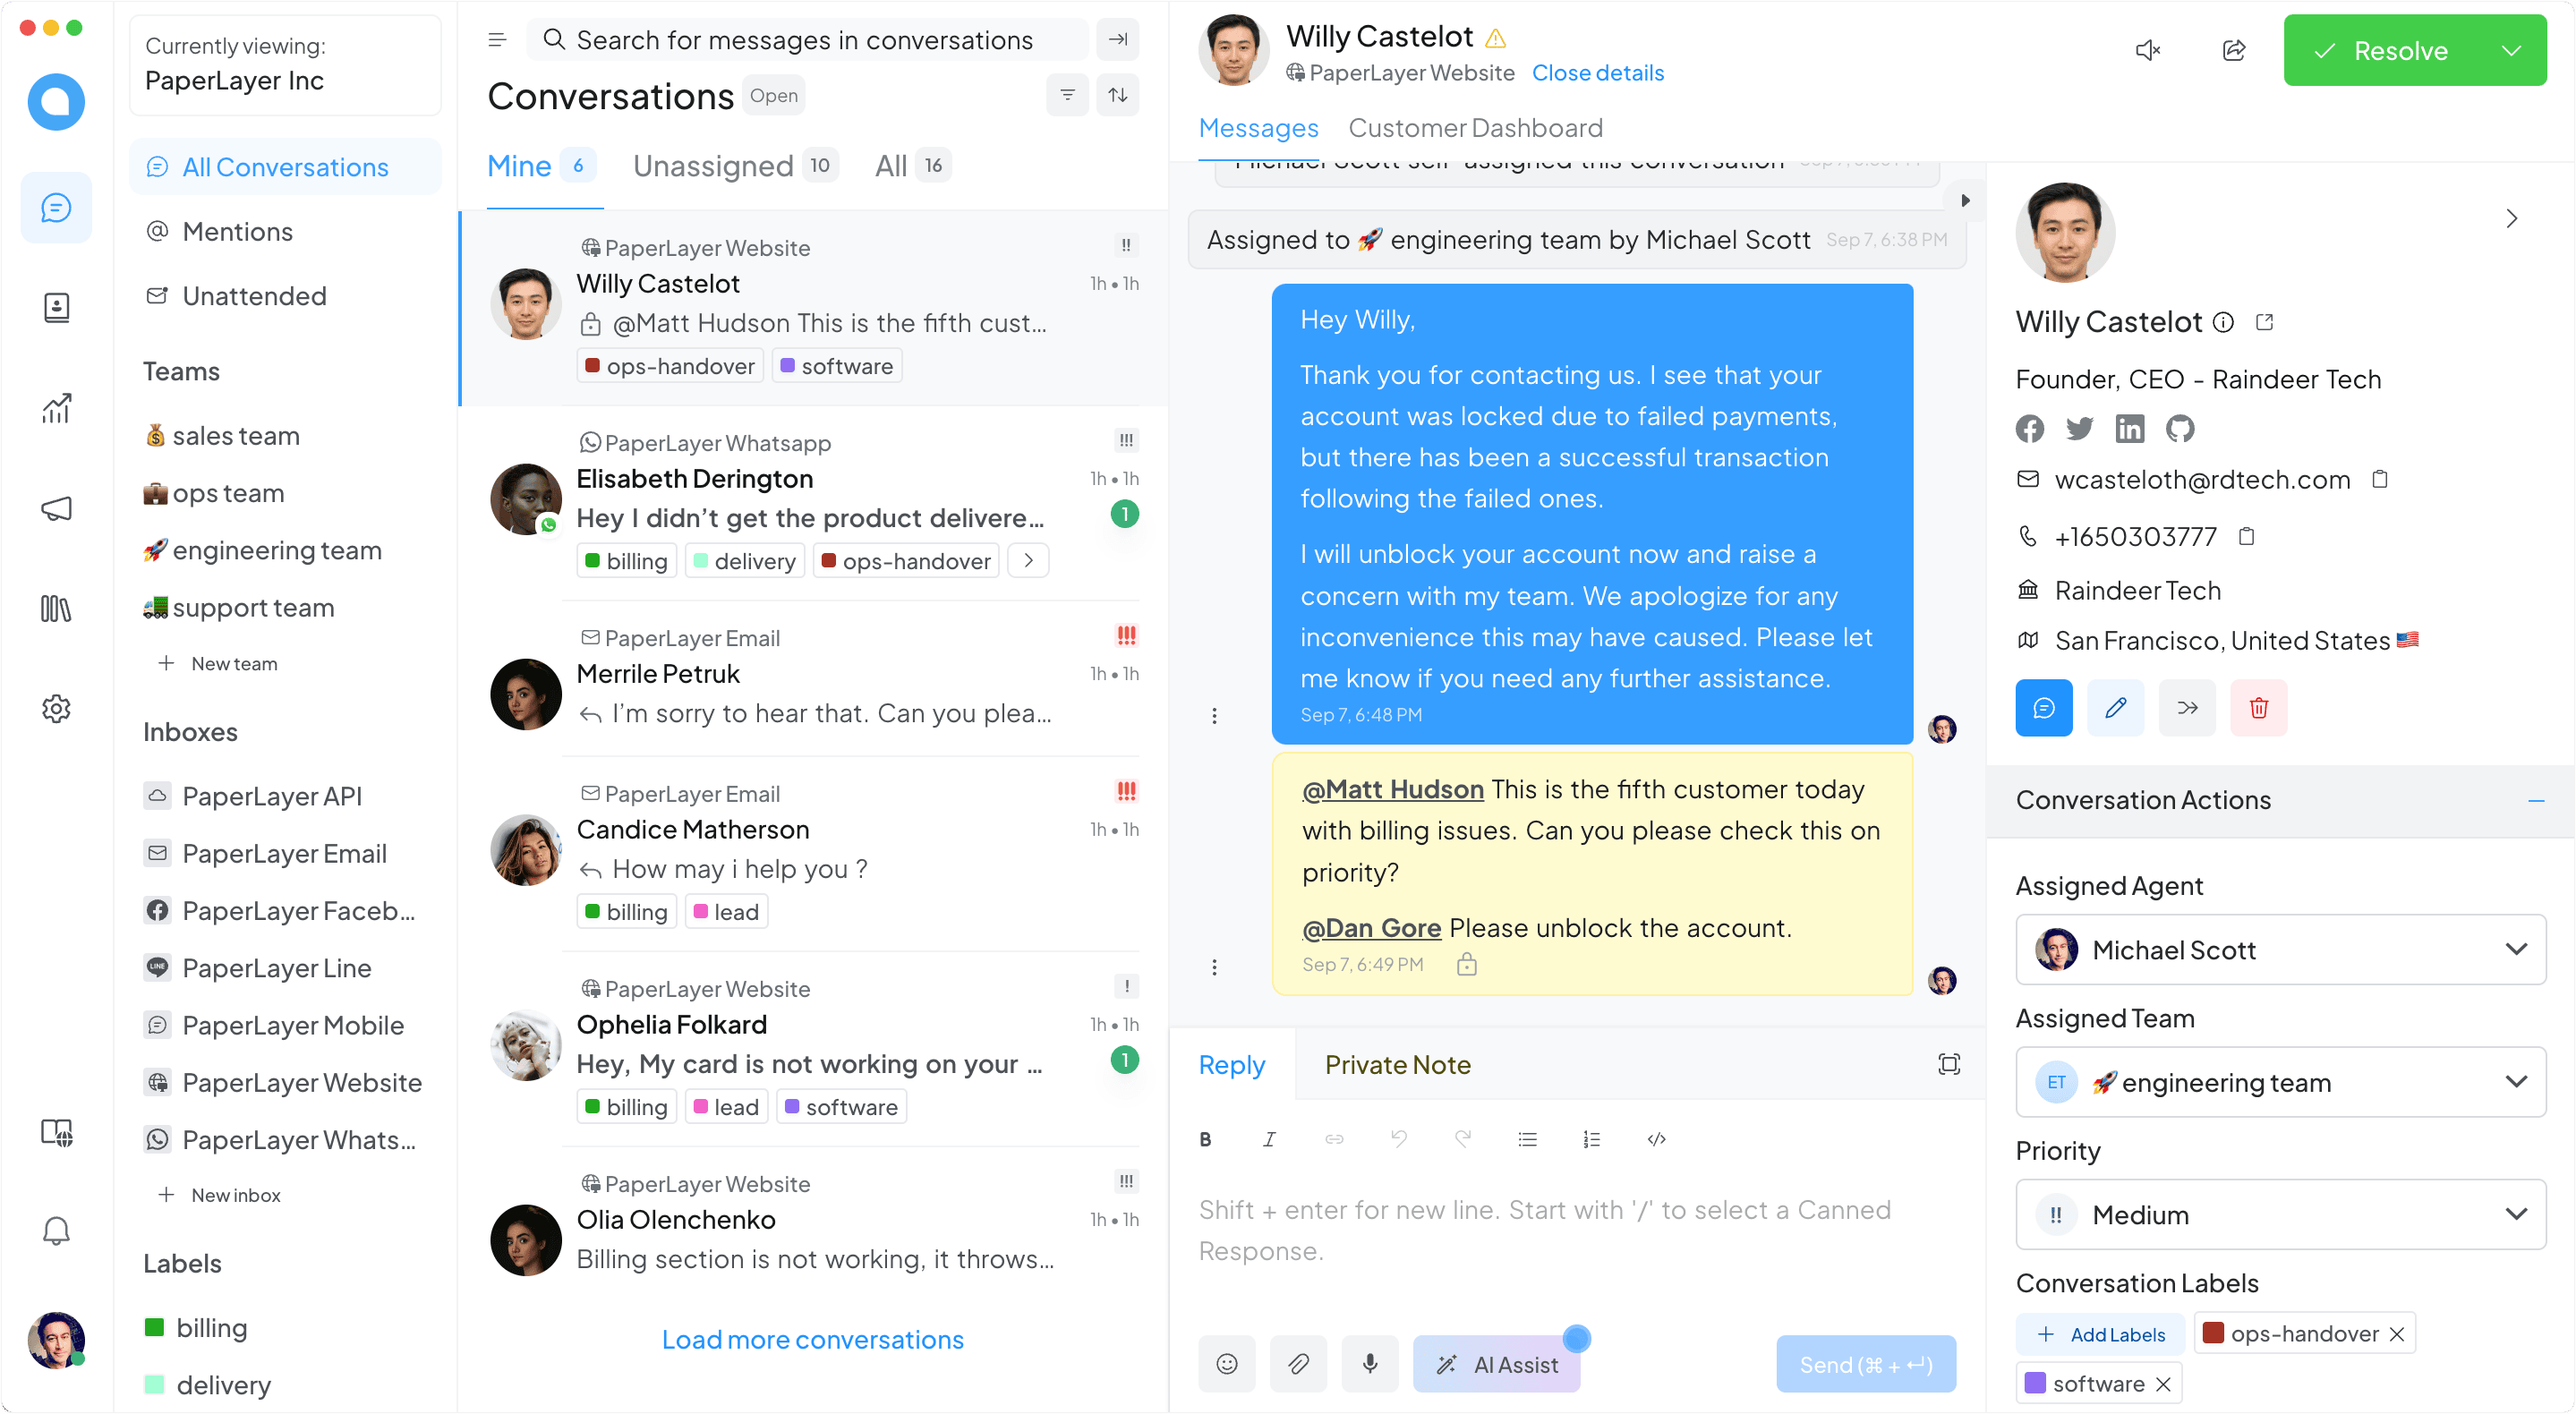 Currently viewing:
PaperLayer Inc
All Conversations
Mentions
Unattended
Teams
sales team
ops team
engineering team
support team
New team
Inboxes
PaperLayer API
PaperLayer Email
PaperLayer Faceb...
LINE
PaperLayer Line
PaperLayer Mobile
PaperLayer Website
PaperLayer Whats...
New inbox
Labels
billing
delivery
Search for messages in conversations
Conversations Open
Mine 6 Unassigned 10 All 16
PaperLayer Website !!
Willy Castelot 1h • 1h
@Matt Hudson This is the fifth cust...
ops-handover software
PaperLayer Whatsapp !!!
Elisabeth Derington 1h • 1h
Hey I didn’t get the product delivere... 1
billing delivery ops-handover
PaperLayer Email !!!
Merrile Petruk 1h • 1h
I’m sorry to hear that. Can you plea...
PaperLayer Email !!!
Candice Matherson 1h • 1h
How may i help you ?
billing lead
PaperLayer Website !
Ophelia Folkard 1h • 1h
Hey, My card is not working on your ... 1
billing lead software
PaperLayer Website !!!
Olia Olenchenko 1h • 1h
Billing section is not working, it throws...
Load more conversations
Willy Castelot
PaperLayer Website Close details
Resolve
Messages Customer Dashboard
Michael Scott self-assigned this conversation
Assigned to 🚀 engineering team by Michael Scott Sep 7, 6:38 PM
Hey Willy,
Thank you for contacting us. I see that your
account was locked due to failed payments,
but there has been a successful transaction
following the failed ones.
I will unblock your account now and raise a
concern with my team. We apologize for any
inconvenience this may have caused. Please let
me know if you need any further assistance.
Sep 7, 6:48 PM
@Matt Hudson This is the fifth customer today
with billing issues. Can you please check this on
priority?
@Dan Gore Please unblock the account.
Sep 7, 6:49 PM
Reply Private Note
B I
Shift + enter for new line. Start with '/' to select a Canned
Response.
AI Assist
Send (⌘ + ↵)
Willy Castelot
Founder, CEO - Raindeer Tech
wcasteloth@rdtech.com
+1650303777
Raindeer Tech
San Francisco, United States 🇺🇸
Conversation Actions
Assigned Agent
Michael Scott
Assigned Team
ET 🚀 engineering team
Priority
!! Medium
Conversation Labels
+ Add Labels ops-handover ×
software ×